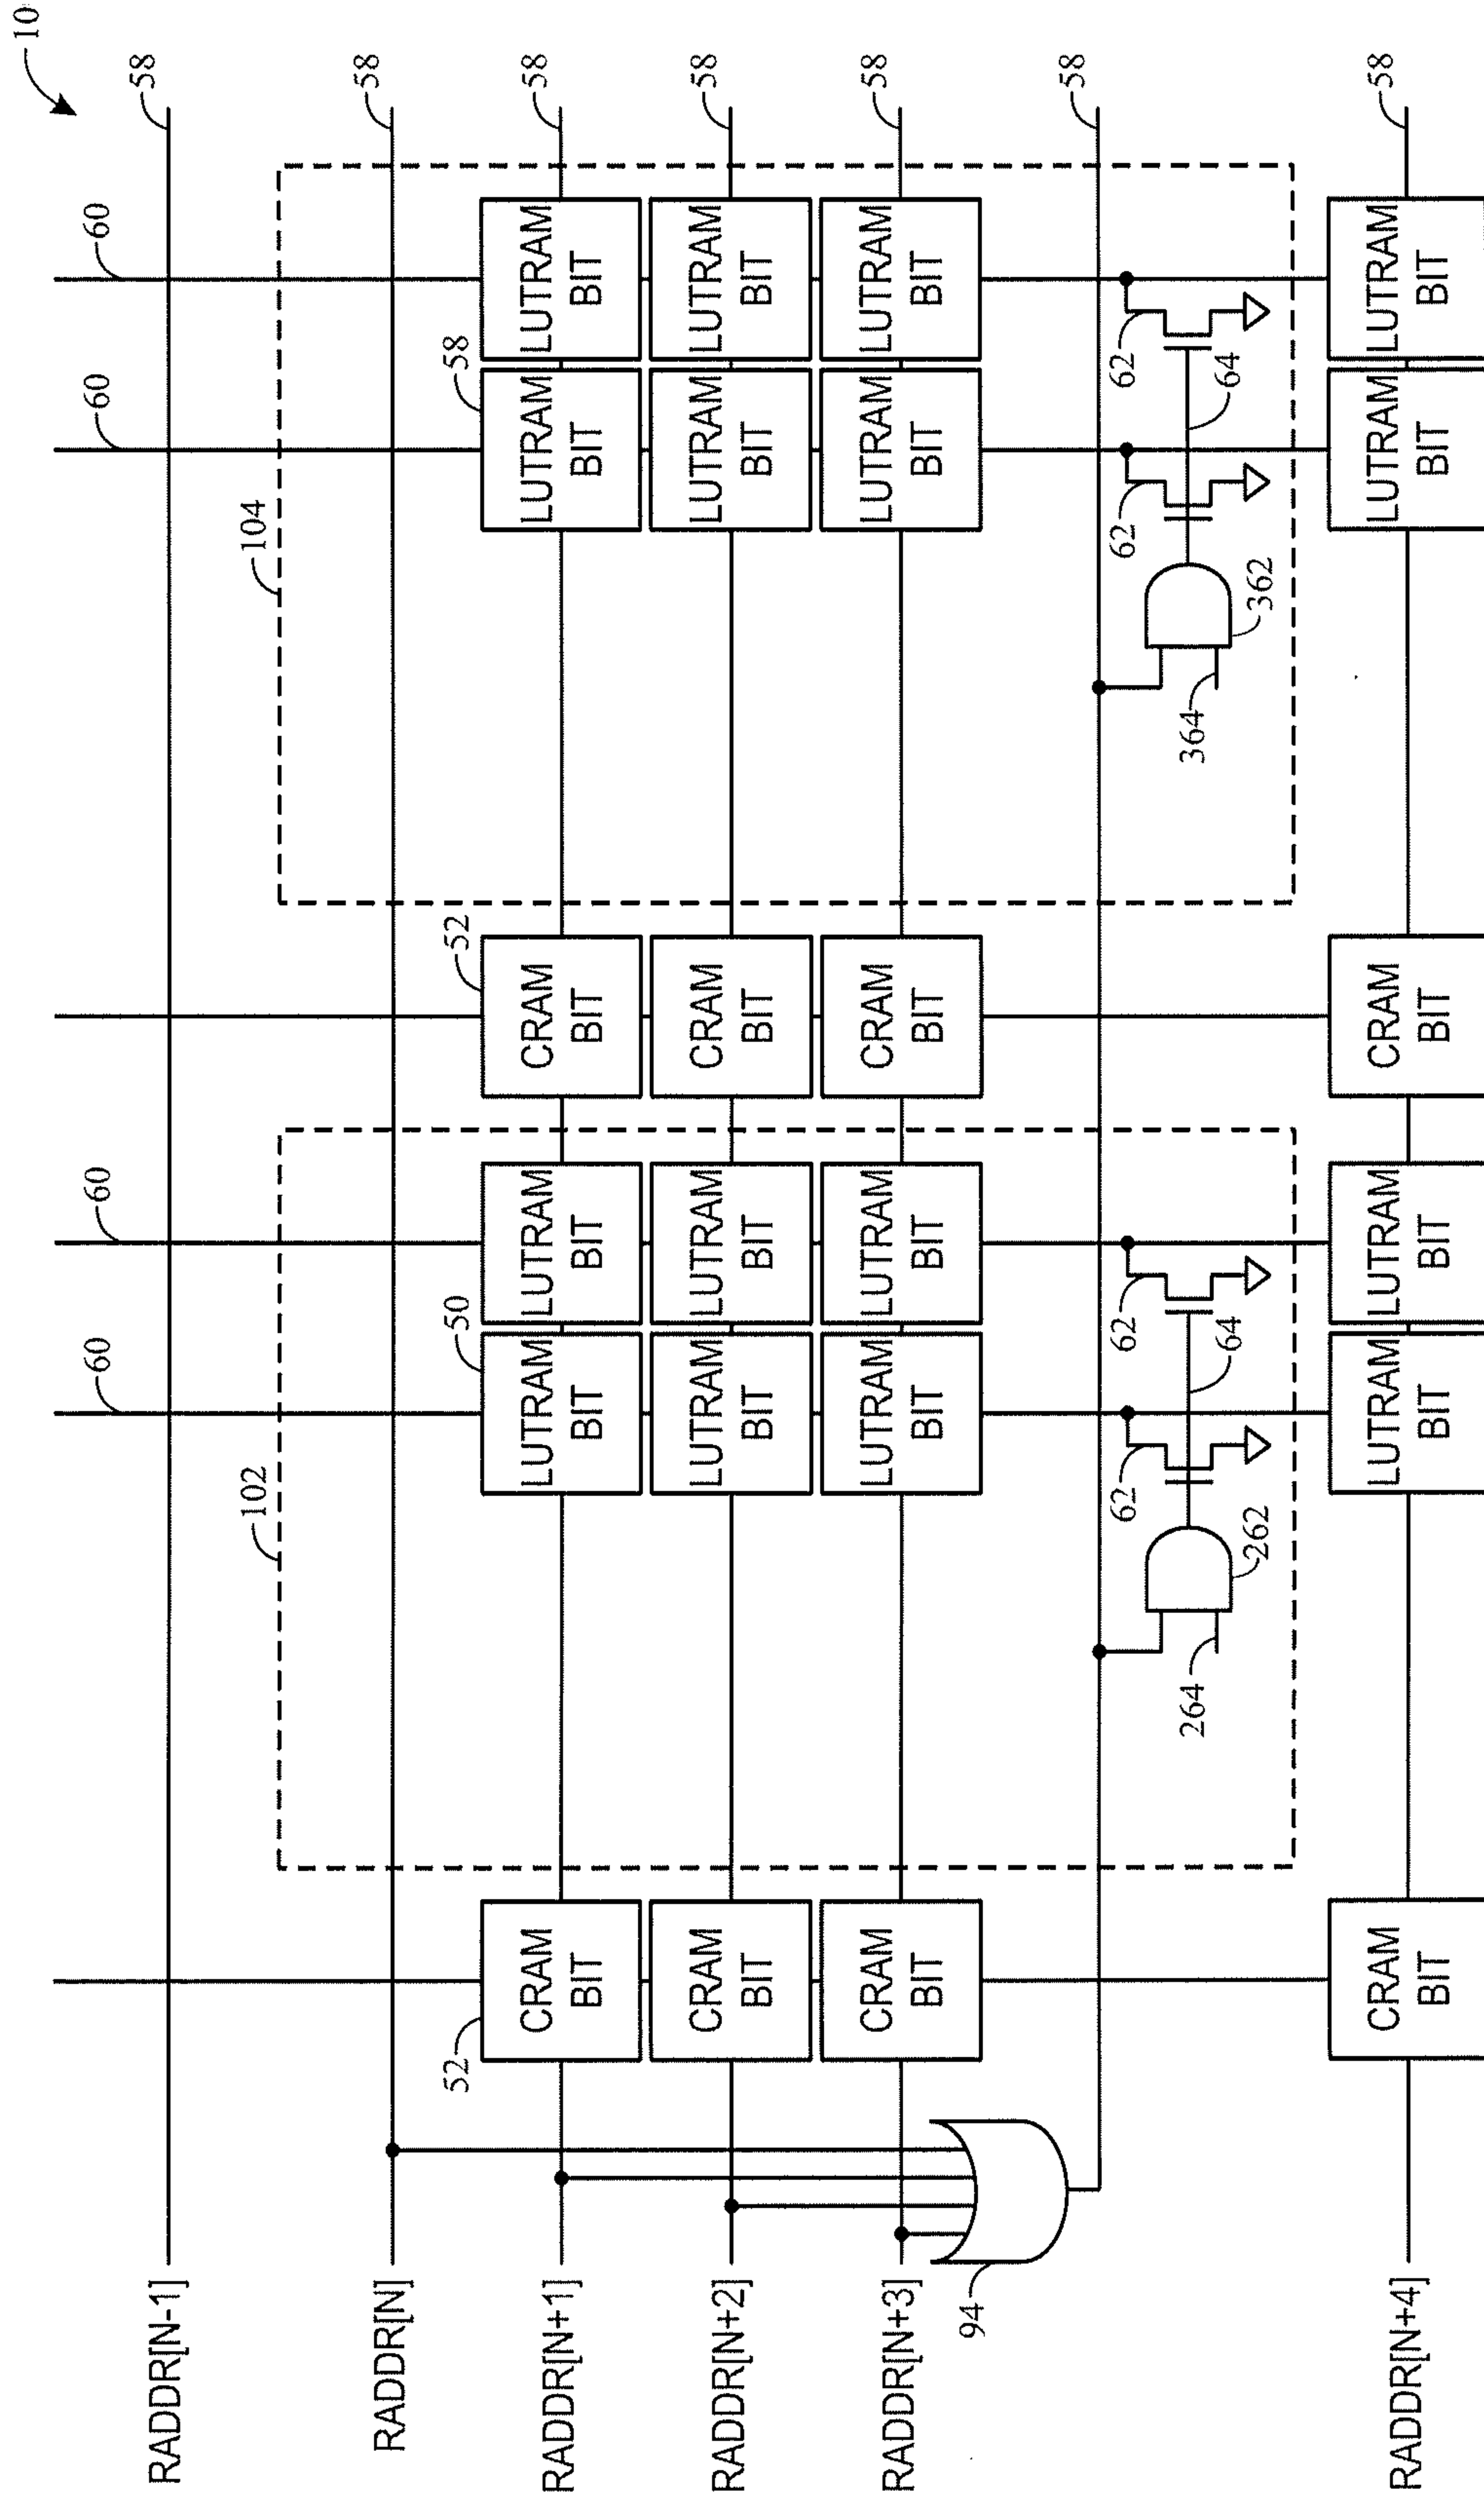 10
60
60
60
60
58
RADDR[N-1]
102
104
58
RADDR[N]
52
50
52
58
58
RADDR[N+1]
CRAM
BIT
LUTRAM
BIT
LUTRAM
BIT
CRAM
BIT
LUTRAM
BIT
LUTRAM
BIT
58
RADDR[N+2]
CRAM
BIT
LUTRAM
BIT
LUTRAM
BIT
CRAM
BIT
LUTRAM
BIT
LUTRAM
BIT
58
RADDR[N+3]
CRAM
BIT
LUTRAM
BIT
LUTRAM
BIT
CRAM
BIT
LUTRAM
BIT
LUTRAM
BIT
94
58
62
62
62
62
264
64
364
64
262
362
58
RADDR[N+4]
CRAM
BIT
LUTRAM
BIT
LUTRAM
BIT
CRAM
BIT
LUTRAM
BIT
LUTRAM
BIT